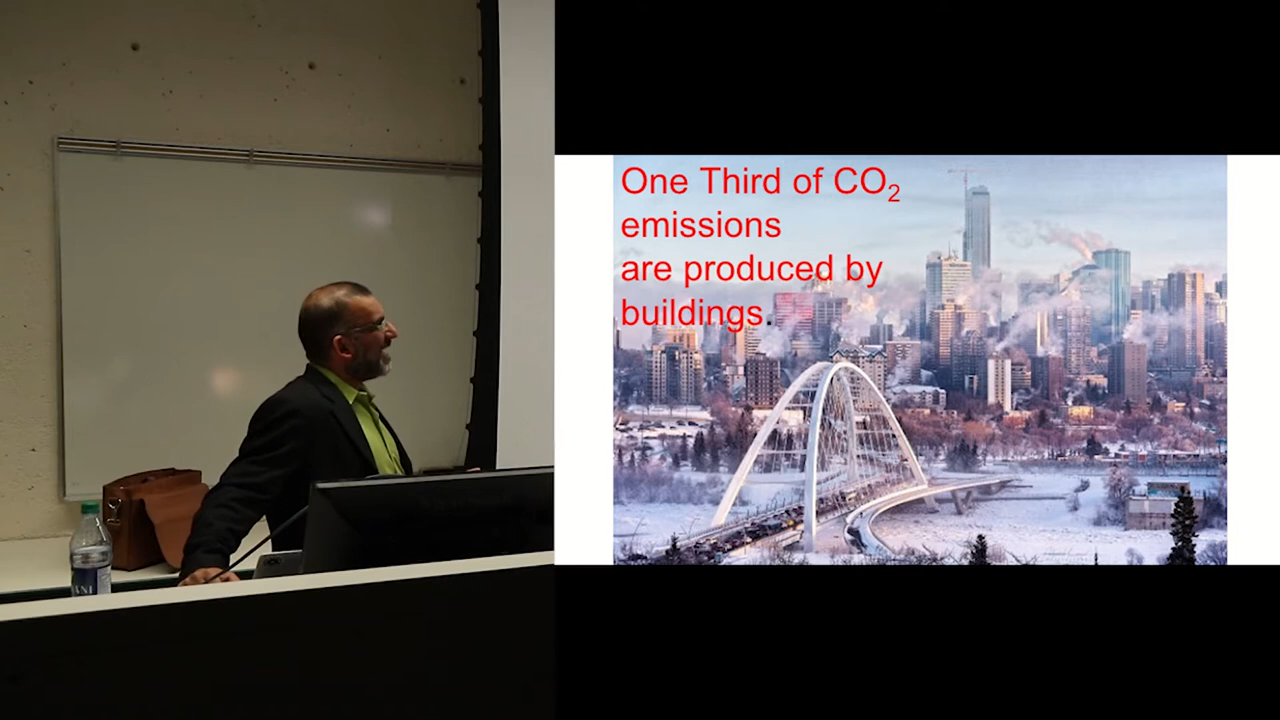 One Third of CO₂
emissions
are produced by
buildings.